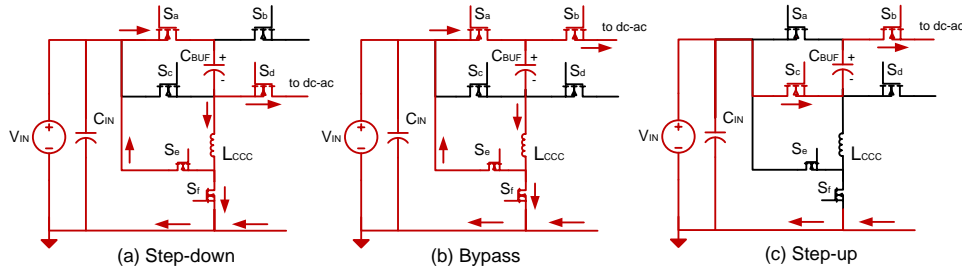 Sa
Sb
CBUF
+
-
Sc
Sd
to dc-ac
VIN
+
CIN
LCCC
Se
Sf
(a) Step-down
Sa
Sb
to dc-ac
CBUF
+
-
Sc
Sd
VIN
+
CIN
LCCC
Se
Sf
(b) Bypass
Sa
Sb
to dc-ac
CBUF
+
-
Sc
Sd
VIN
+
CIN
LCCC
Se
Sf
(c) Step-up